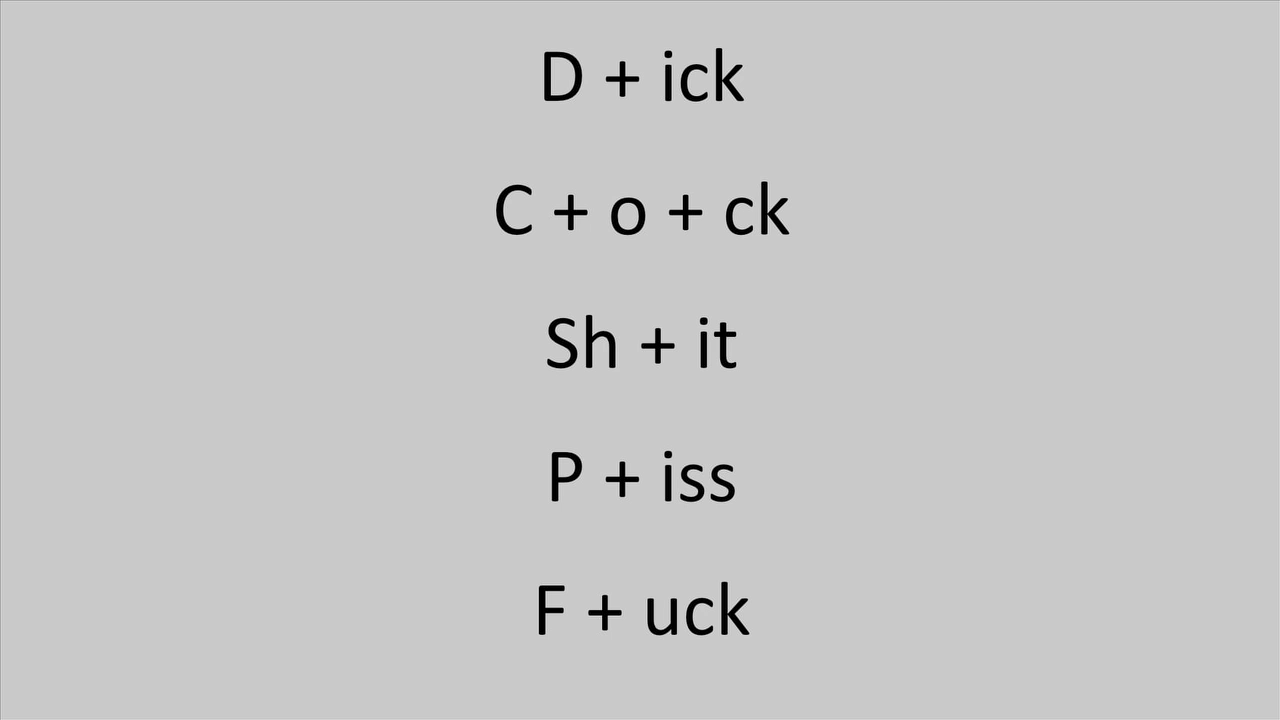 D + ick
C + o + ck
Sh + it
P + iss
F + uck